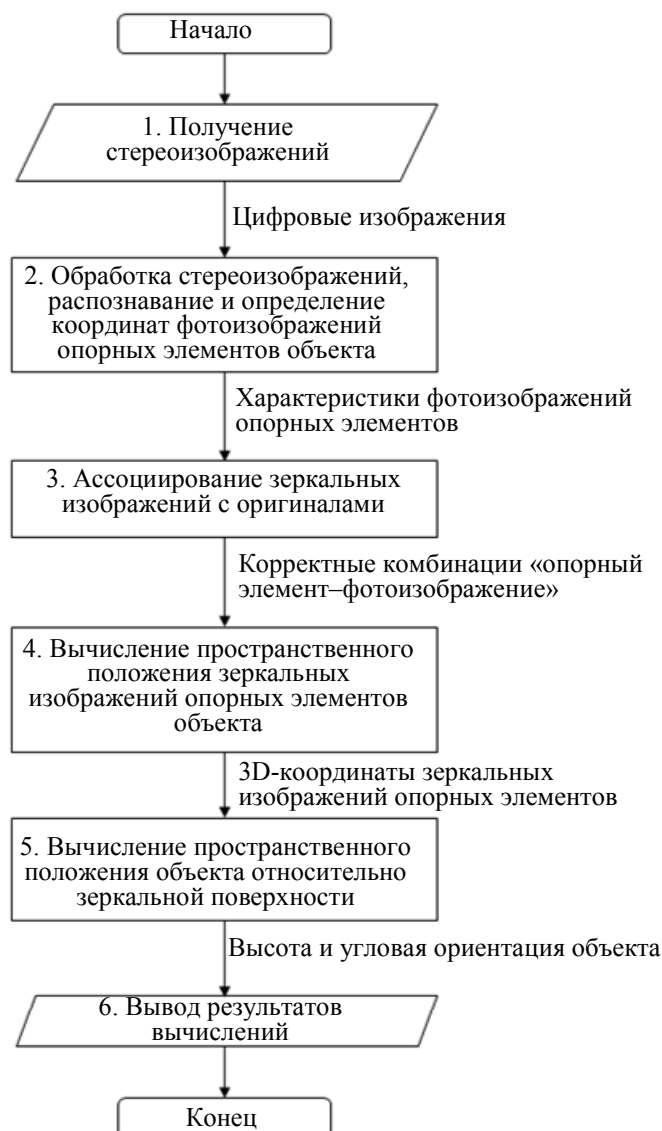 Начало
1. Получение
стереоизображений
Цифровые изображения
2. Обработка стереоизображений,
распознавание и определение
координат фотоизображений
опорных элементов объекта
Характеристики фотоизображений
опорных элементов
3. Ассоциирование зеркальных
изображений с оригиналами
Корректные комбинации «опорный
элемент–фотоизображение»
4. Вычисление пространственного
положения зеркальных
изображений опорных элементов
объекта
3D-координаты зеркальных
изображений опорных элементов
5. Вычисление пространственного
положения объекта относительно
зеркальной поверхности
Высота и угловая ориентация объекта
6. Вывод результатов
вычислений
Конец